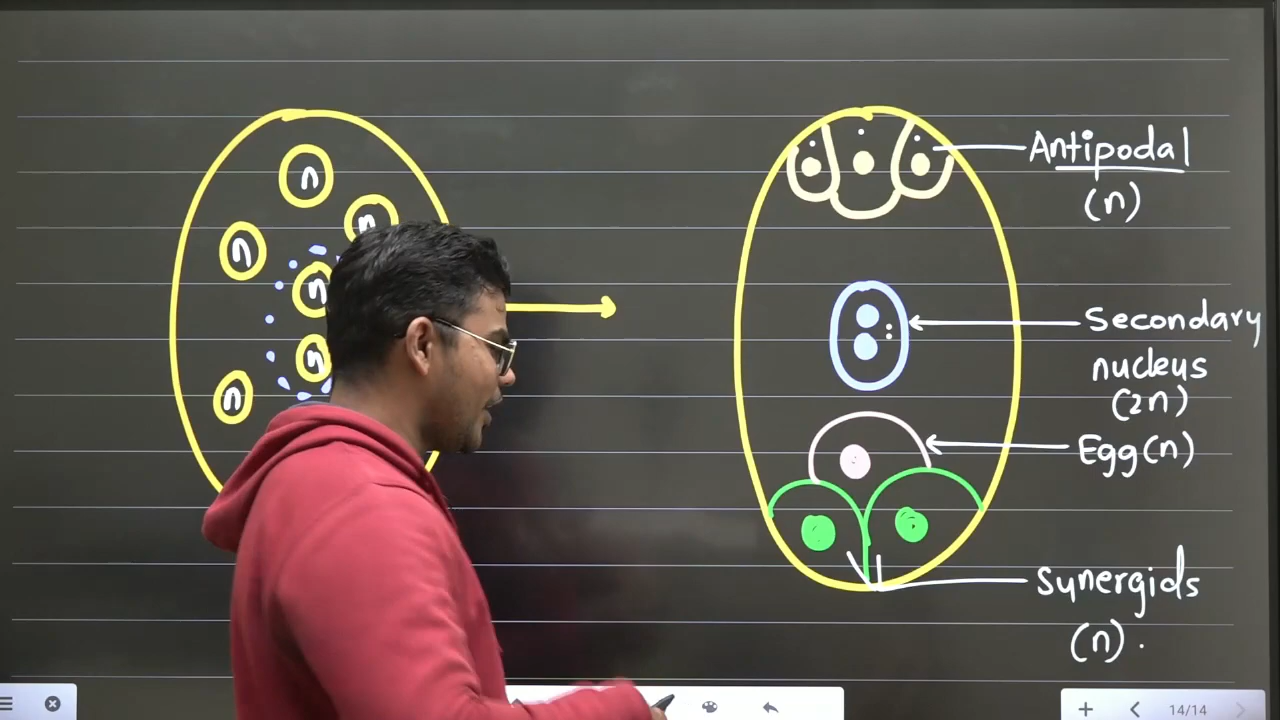 n
n
n
n
n
n
Antipodal
(n)
Secondary
nucleus
(2n)
Egg(n)
Synergids
(n).
14/14